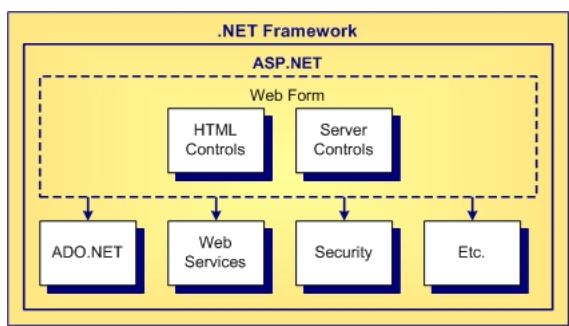 .NET Framework
ASP.NET
Web Form
HTML
Controls
Server
Controls
ADO.NET
Web
Services
Security
Etc.